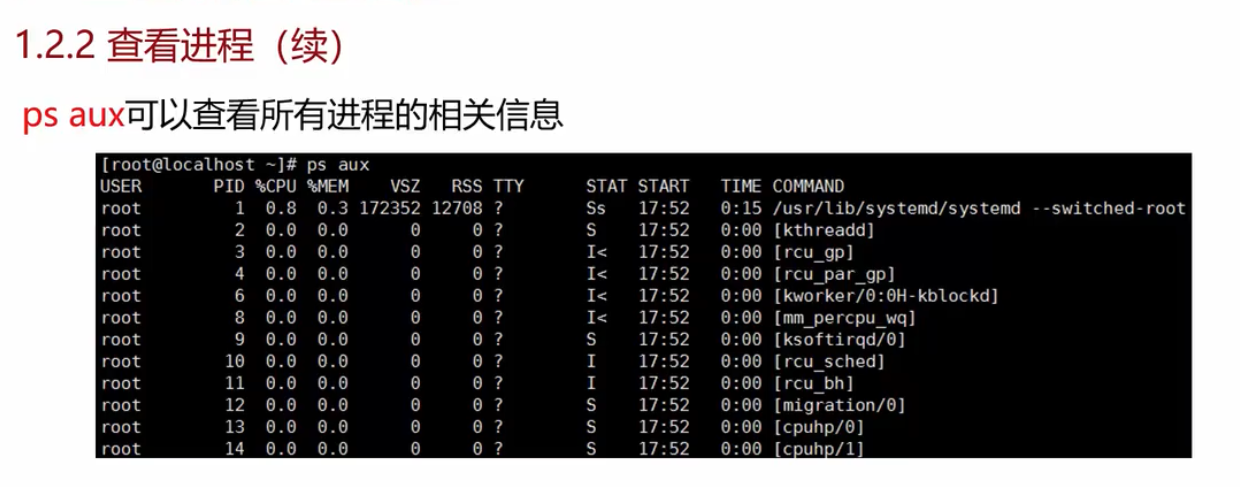 1.2.2 查看进程（续）
ps aux可以查看所有进程的相关信息
[root@localhost ~]# ps aux
USER PID %CPU %MEM VSZ RSS TTY STAT START TIME COMMAND
root 1 0.8 0.3 172352 12708 ? Ss 17:52 0:15 /usr/lib/systemd/systemd --switched-root
root 2 0.0 0.0 0 0 ? S 17:52 0:00 [kthreadd]
root 3 0.0 0.0 0 0 ? I< 17:52 0:00 [rcu_gp]
root 4 0.0 0.0 0 0 ? I< 17:52 0:00 [rcu_par_gp]
root 6 0.0 0.0 0 0 ? I< 17:52 0:00 [kworker/0:0H-kblockd]
root 8 0.0 0.0 0 0 ? I< 17:52 0:00 [mm_percpu_wq]
root 9 0.0 0.0 0 0 ? S 17:52 0:00 [ksoftirqd/0]
root 10 0.0 0.0 0 0 ? I 17:52 0:00 [rcu_sched]
root 11 0.0 0.0 0 0 ? I 17:52 0:00 [rcu_bh]
root 12 0.0 0.0 0 0 ? S 17:52 0:00 [migration/0]
root 13 0.0 0.0 0 0 ? S 17:52 0:00 [cpuhp/0]
root 14 0.0 0.0 0 0 ? S 17:52 0:00 [cpuhp/1]